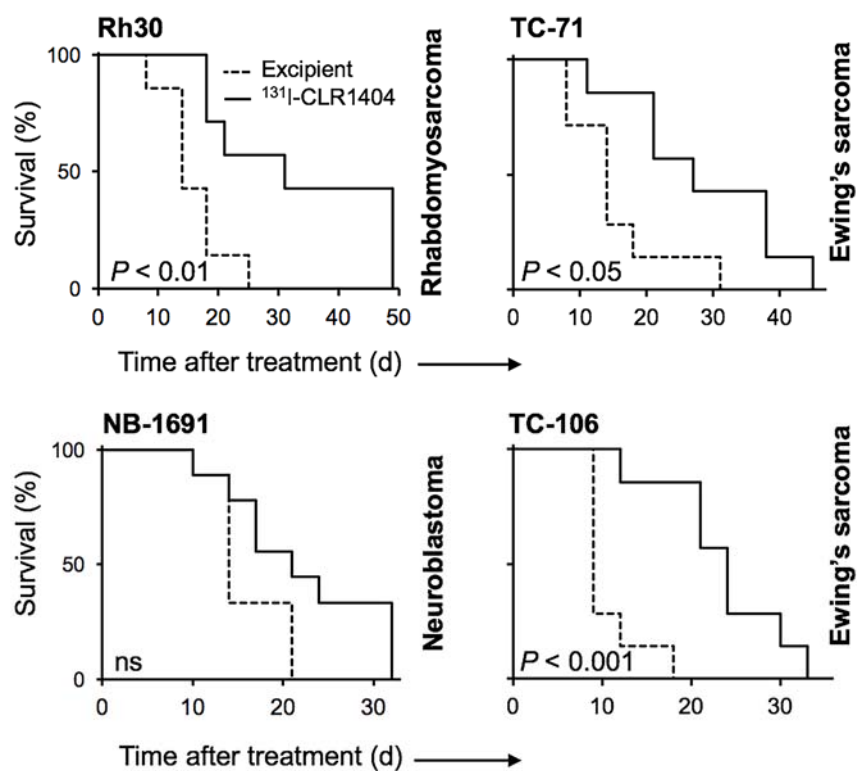 Rh30
100
50
0
Survival (%)
Excipient
¹³¹I-CLR1404
P < 0.01
0 10 20 30 40 50
Rhabdomyosarcoma
TC-71
P < 0.05
0 10 20 30 40
Ewing's sarcoma
Time after treatment (d)
NB-1691
100
50
0
Survival (%)
ns
0 10 20 30
Neuroblastoma
TC-106
P < 0.001
0 10 20 30
Ewing's sarcoma
Time after treatment (d)